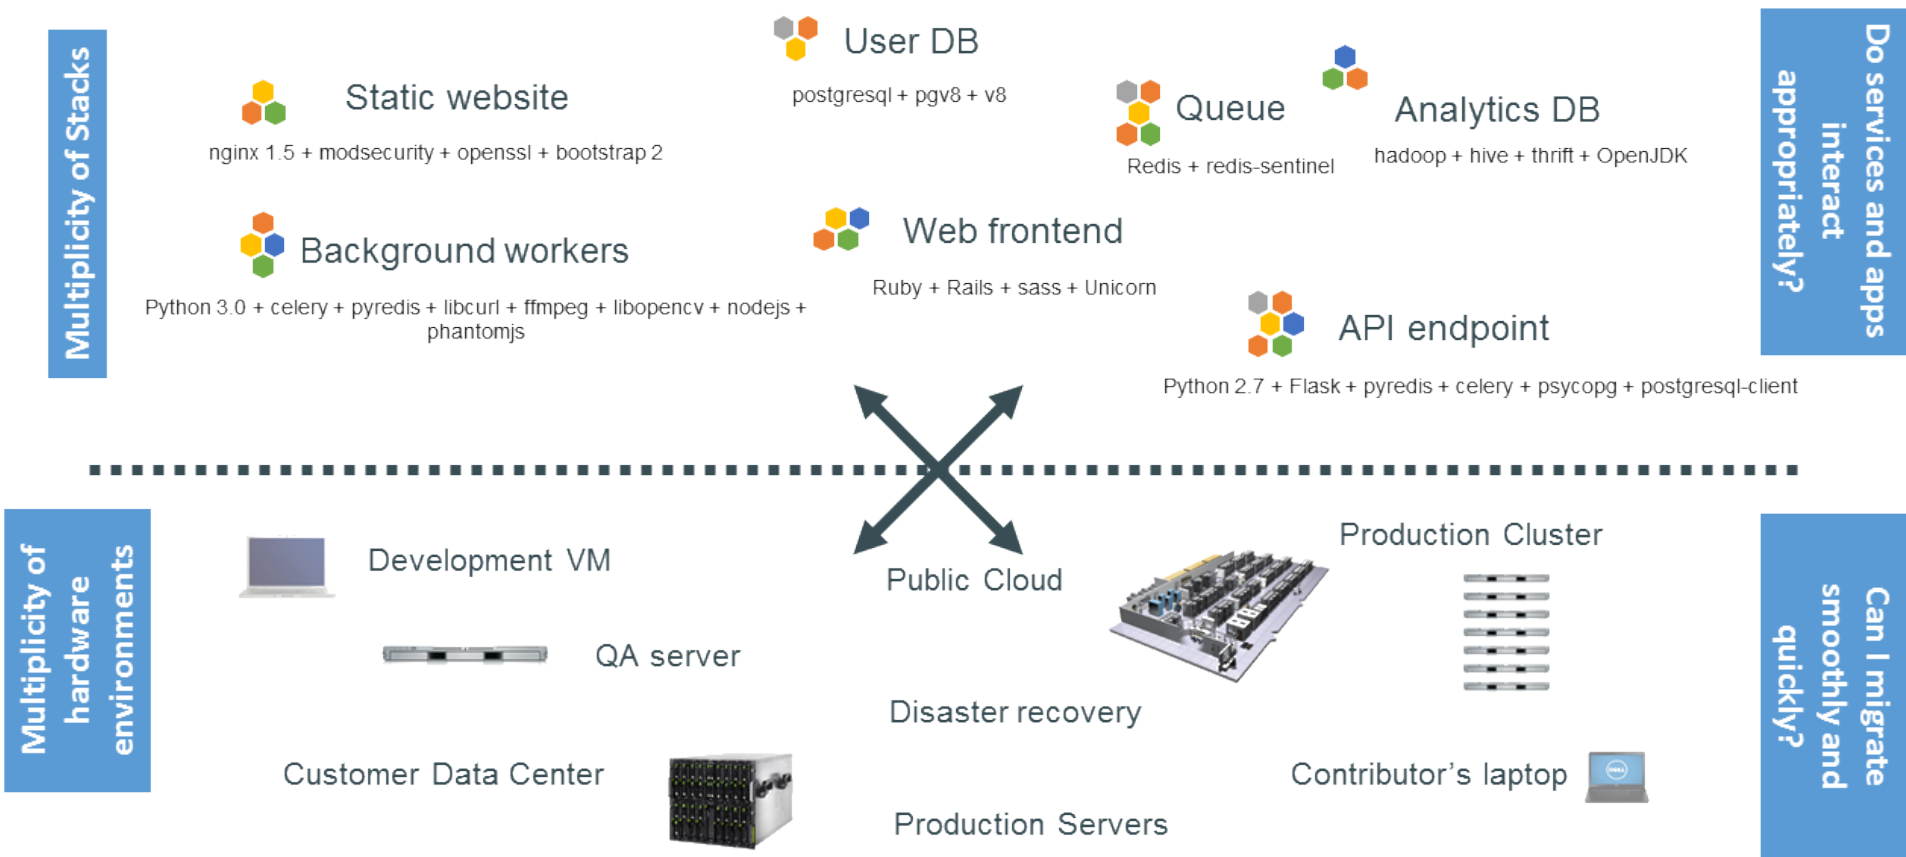 Multiplicity of Stacks
User DB
postgresql + pgv8 + v8
Static website
nginx 1.5 + modsecurity + openssl + bootstrap 2
Queue
Redis + redis-sentinel
Analytics DB
hadoop + hive + thrift + OpenJDK
Background workers
Python 3.0 + celery + pyredis + libcurl + ffmpeg + libopencv + nodejs +
phantomjs
Web frontend
Ruby + Rails + sass + Unicorn
API endpoint
Python 2.7 + Flask + pyredis + celery + psycopg + postgresql-client
Do services and apps
interact
appropriately?
Multiplicity of
hardware
environments
Development VM
QA server
Customer Data Center
Public Cloud
Disaster recovery
Production Servers
Production Cluster
Contributor’s laptop
DELL
Can I migrate
smoothly and
quickly?